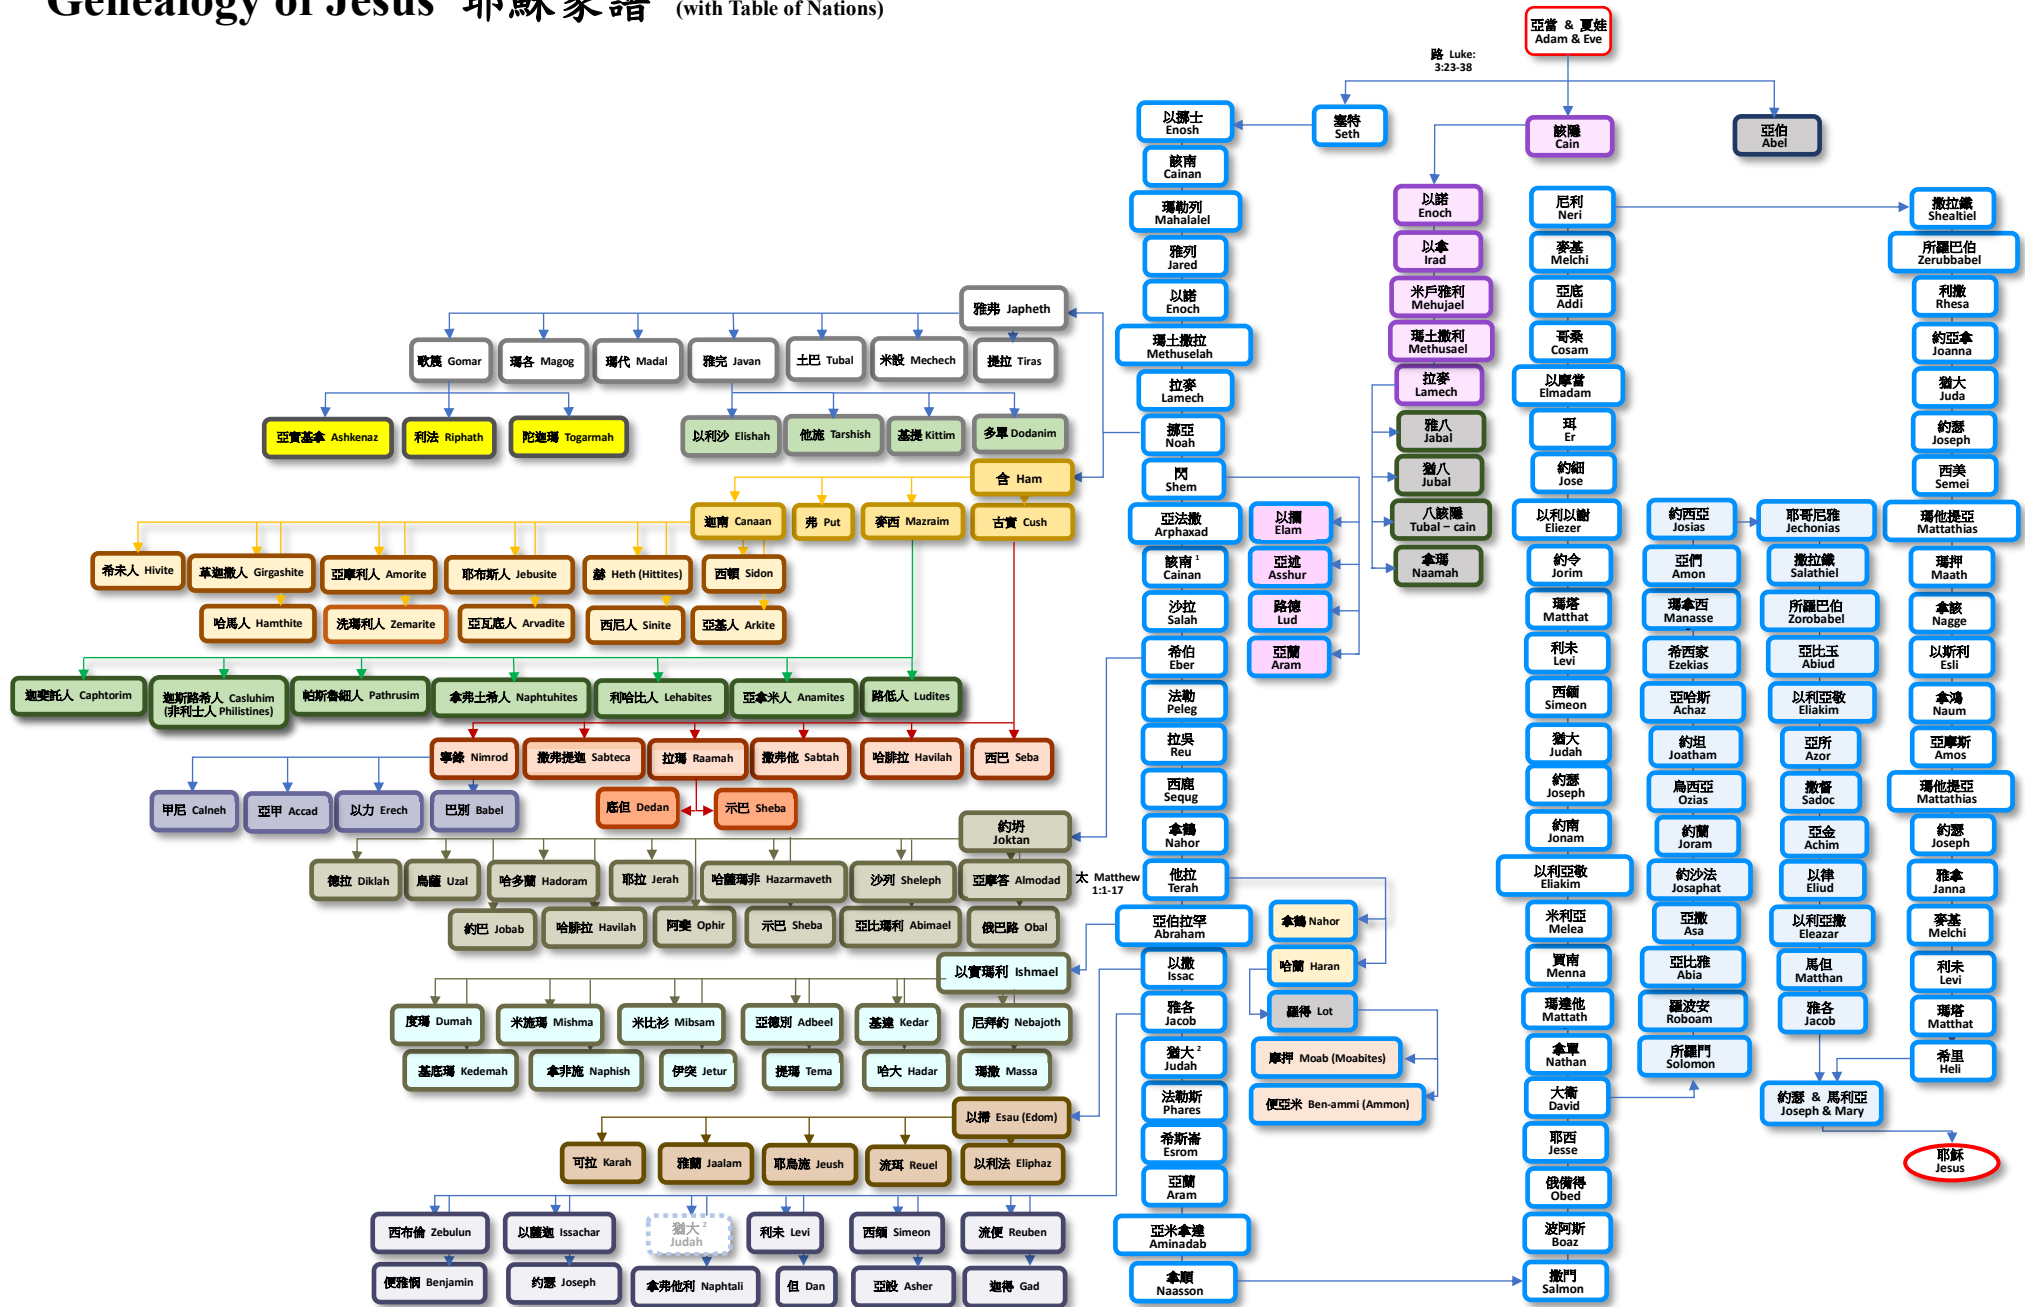 Genealogy of Jesus 耶穌家譜 (with Table of Nations)
亞當 & 夏娃
Adam & Eve
路 Luke:
3:23-38
以挪士
Enosh
塞特
Seth
該隱
Cain
亞伯
Abel
該南
Cainan
瑪勒列
Mahalalel
雅列
Jared
以諾
Enoch
瑪土撒拉
Methuselah
拉麥
Lamech
挪亞
Noah
閃
Shem
亞法撒
Arphaxad
該南 1
Cainan
沙拉
Salah
希伯
Eber
法勒
Peleg
拉吳
Reu
西鹿
Sequg
拿鶴
Nahor
太 Matthew
1:1-17
他拉
Terah
亞伯拉罕
Abraham
以撒
Issac
雅各
Jacob
猶大 2
Judah
法勒斯
Phares
希斯崙
Esrom
亞蘭
Aram
亞米拿達
Aminadab
拿順
Naasson
以諾
Enoch
以拿
Irad
米戶雅利
Mehujael
瑪土撒利
Methusael
拉麥
Lamech
雅八
Jabal
猶八
Jubal
八該隱
Tubal – cain
拿瑪
Naamah
以攔
Elam
亞述
Asshur
路德
Lud
亞蘭
Aram
拿鶴 Nahor
哈蘭 Haran
羅得 Lot
摩押 Moab (Moabites)
便亞米 Ben-ammi (Ammon)
雅弗 Japheth
歌篾 Gomar
瑪各 Magog
瑪代 Madal
雅完 Javan
土巴 Tubal
米設 Mechech
提拉 Tiras
亞實基拿 Ashkenaz
利法 Riphath
陀迦瑪 Togarmah
以利沙 Elishah
他施 Tarshish
基提 Kittim
多單 Dodanim
含 Ham
迦南 Canaan
弗 Put
麥西 Mazraim
古實 Cush
希未人 Hivite
革迦撒人 Girgashite
亞摩利人 Amorite
耶布斯人 Jebusite
赫 Heth (Hittites)
西頓 Sidon
哈馬人 Hamthite
洗瑪利人 Zemarite
亞瓦底人 Arvadite
西尼人 Sinite
亞基人 Arkite
迦斐託人 Caphtorim
迦斯路希人 Casluhim
(非利士人 Philistines)
帕斯魯細人 Pathrusim
拿弗土希人 Naphtuhites
利哈比人 Lehabites
亞拿米人 Anamites
路低人 Ludites
寧錄 Nimrod
撒弗提迦 Sabteca
拉瑪 Raamah
撒弗他 Sabtah
哈腓拉 Havilah
西巴 Seba
甲尼 Calneh
亞甲 Accad
以力 Erech
巴別 Babel
底但 Dedan
示巴 Sheba
約坍
Joktan
德拉 Diklah
烏薩 Uzal
哈多蘭 Hadoram
耶拉 Jerah
哈薩瑪非 Hazarmaveth
沙列 Sheleph
亞摩答 Almodad
約巴 Jobab
哈腓拉 Havilah
阿斐 Ophir
示巴 Sheba
亞比瑪利 Abimael
俄巴路 Obal
以實瑪利 Ishmael
度瑪 Dumah
米施瑪 Mishma
米比衫 Mibsam
亞德別 Adbeel
基達 Kedar
尼拜約 Nebajoth
基底瑪 Kedemah
拿非施 Naphish
伊突 Jetur
提瑪 Tema
哈大 Hadar
瑪撒 Massa
以掃 Esau (Edom)
可拉 Karah
雅蘭 Jaalam
耶烏施 Jeush
流珥 Reuel
以利法 Eliphaz
西布倫 Zebulun
以薩迦 Issachar
猶大 2
Judah
利未 Levi
西緬 Simeon
流便 Reuben
便雅憫 Benjamin
約瑟 Joseph
拿弗他利 Naphtali
但 Dan
亞設 Asher
迦得 Gad
尼利
Neri
麥基
Melchi
亞底
Addi
哥桑
Cosam
以摩當
Elmadam
珥
Er
約細
Jose
以利以謝
Eliezer
約令
Jorim
瑪塔
Matthat
利未
Levi
西緬
Simeon
猶大
Judah
約瑟
Joseph
約南
Jonam
以利亞敬
Eliakim
米利亞
Melea
買南
Menna
瑪達他
Mattath
拿單
Nathan
大衛
David
耶西
Jesse
俄備得
Obed
波阿斯
Boaz
撒門
Salmon
約西亞
Josias
亞們
Amon
瑪拿西
Manasse
希西家
Ezekias
亞哈斯
Achaz
約坦
Joatham
烏西亞
Ozias
約蘭
Joram
約沙法
Josaphat
亞撒
Asa
亞比雅
Abia
羅波安
Roboam
所羅門
Solomon
耶哥尼雅
Jechonias
撒拉鐵
Salathiel
所羅巴伯
Zorobabel
亞比玉
Abiud
以利亞敬
Eliakim
亞所
Azor
撒督
Sadoc
亞金
Achim
以律
Eliud
以利亞撒
Eleazar
馬但
Matthan
雅各
Jacob
約瑟 & 馬利亞
Joseph & Mary
撒拉鐵
Shealtiel
所羅巴伯
Zerubbabel
利撒
Rhesa
約亞拿
Joanna
猶大
Juda
約瑟
Joseph
西美
Semei
瑪他提亞
Mattathias
瑪押
Maath
拿該
Nagge
以斯利
Esli
拿鴻
Naum
亞摩斯
Amos
瑪他提亞
Mattathias
約瑟
Joseph
雅拿
Janna
麥基
Melchi
利未
Levi
瑪塔
Matthat
希里
Heli
耶穌
Jesus